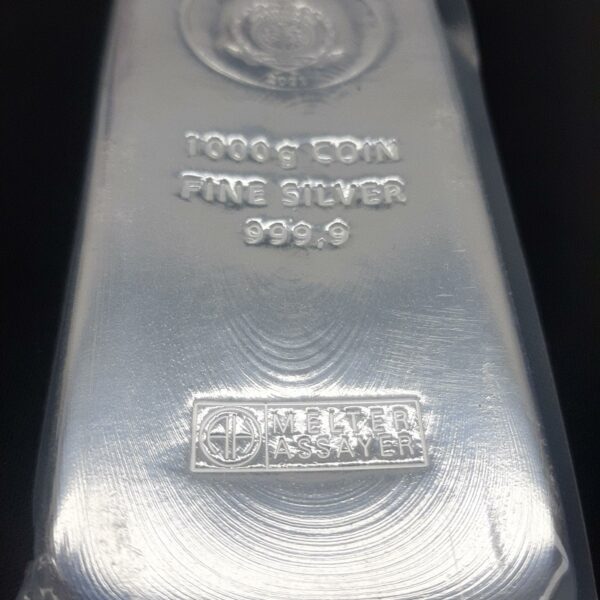 1000g COIN
FINE SILVER
999,9
MELTER
ASSAYER